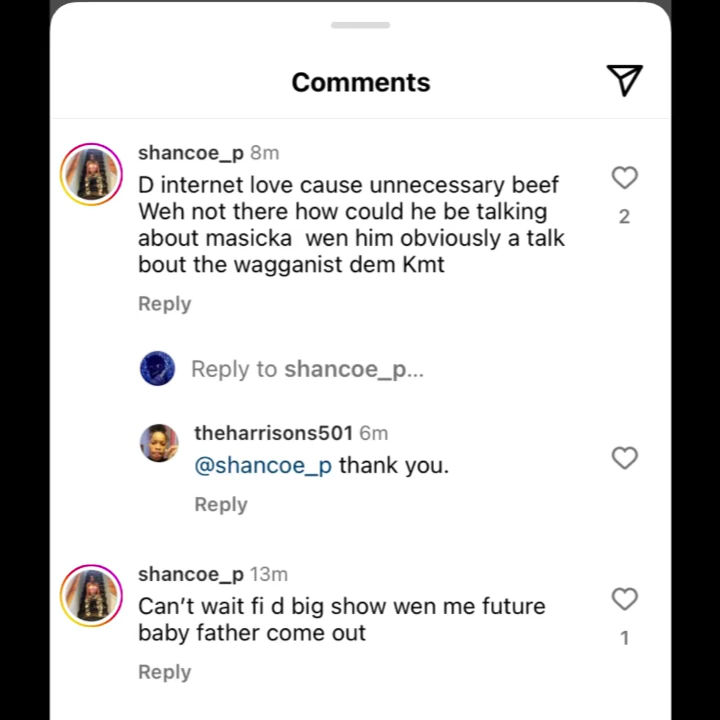 Comments
shancoe_p 8m
D internet love cause unnecessary beef
Weh not there how could he be talking
about masicka  wen him obviously a talk
bout the wagganist dem Kmt
2
Reply
Reply to shancoe_p...
theharrisons501 6m
@shancoe_p thank you.
Reply
shancoe_p 13m
Can’t wait fi d big show wen me future
baby father come out
1
Reply